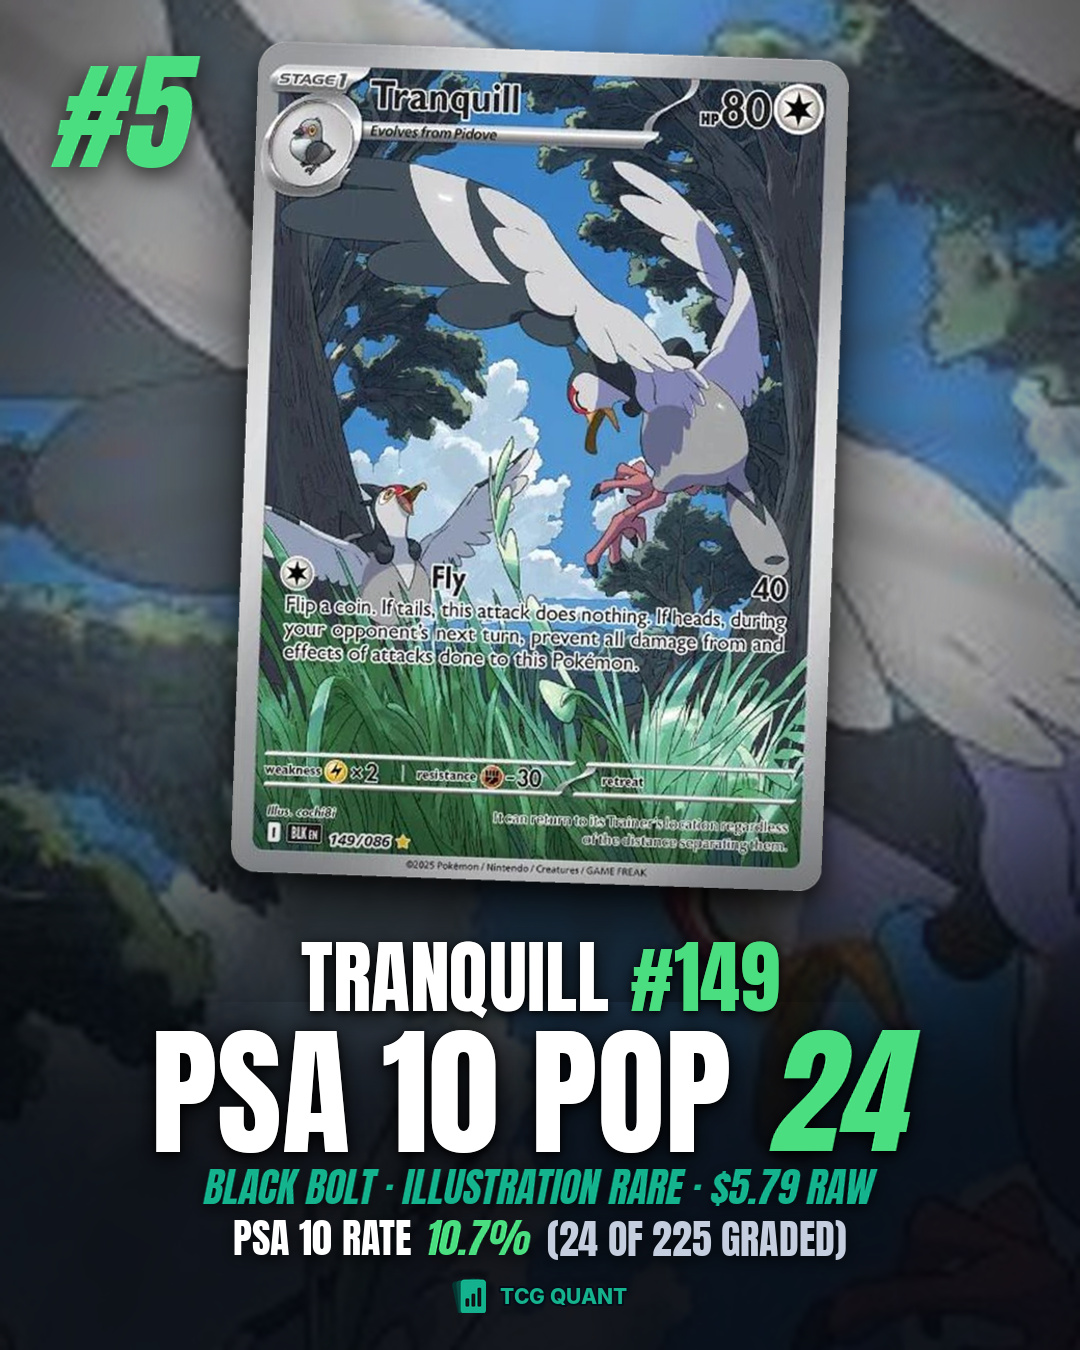 #5
STAGE1
Tranquill
HP80
Evolves from Pidove
Fly
40
Flip a coin. If tails, this attack does nothing. If heads, during
your opponent's next turn, prevent all damage from and
effects of attacks done to this Pokémon.
weakness ×2 resistance -30 retreat
Illus. cochi8i
It can return to its Trainer's location regardless
of the distance separating them.
I BLK EN 149/086
©2025 Pokémon / Nintendo / Creatures / GAME FREAK
TRANQUILL #149
PSA 10 POP 24
BLACK BOLT · ILLUSTRATION RARE · $5.79 RAW
PSA 10 RATE 10.7% (24 OF 225 GRADED)
TCG QUANT